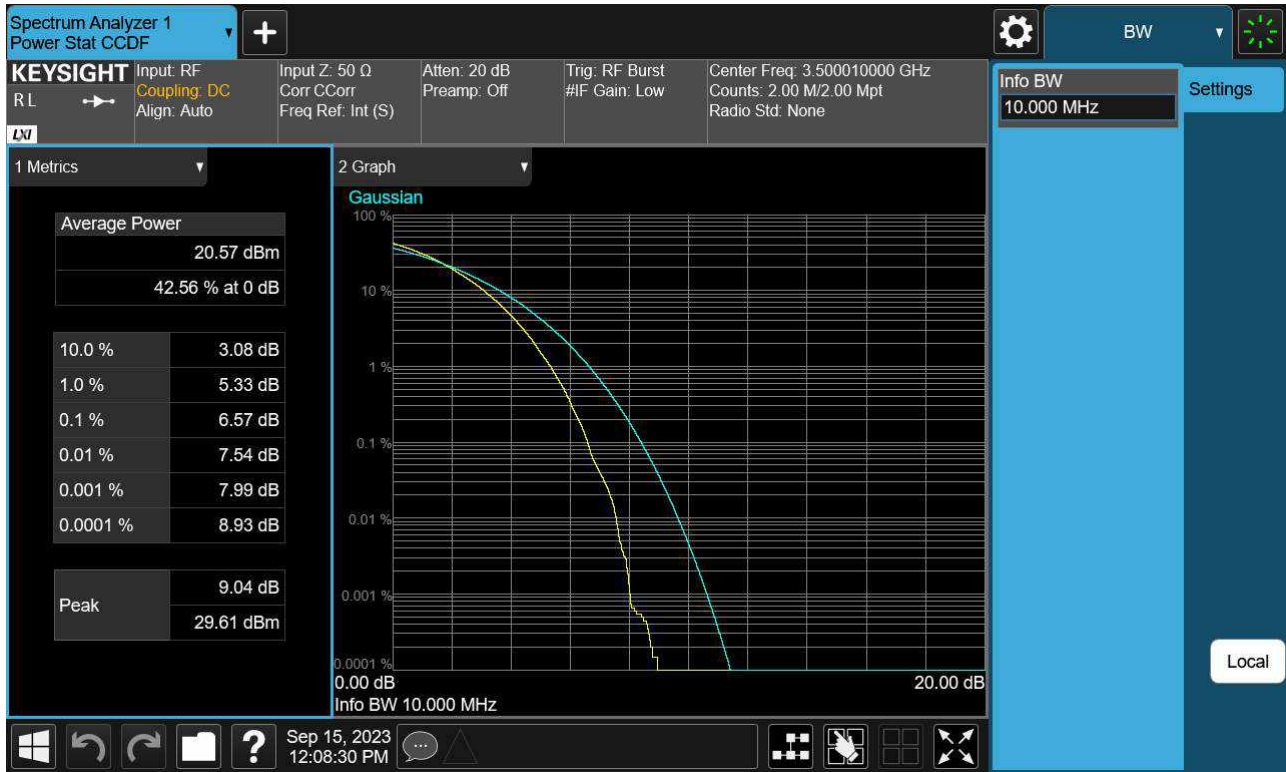 Spectrum Analyzer 1
Power Stat CCDF
+
BW
KEYSIGHT
RL
LXI
Input: RF
Coupling: DC
Align: Auto
Input Z: 50 Ω
Corr CCorr
Freq Ref: Int (S)
Atten: 20 dB
Preamp: Off
Trig: RF Burst
#IF Gain: Low
Center Freq: 3.500010000 GHz
Counts: 2.00 M/2.00 Mpt
Radio Std: None
Info BW
10.000 MHz
Settings
1 Metrics
Average Power
20.57 dBm
42.56 % at 0 dB
10.0 % 3.08 dB
1.0 % 5.33 dB
0.1 % 6.57 dB
0.01 % 7.54 dB
0.001 % 7.99 dB
0.0001 % 8.93 dB
Peak
9.04 dB
29.61 dBm
2 Graph
Gaussian
100 %
10 %
1 %
0.1 %
0.01 %
0.001 %
0.0001 %
0.00 dB 20.00 dB
Info BW 10.000 MHz
Local
?
Sep 15, 2023
12:08:30 PM